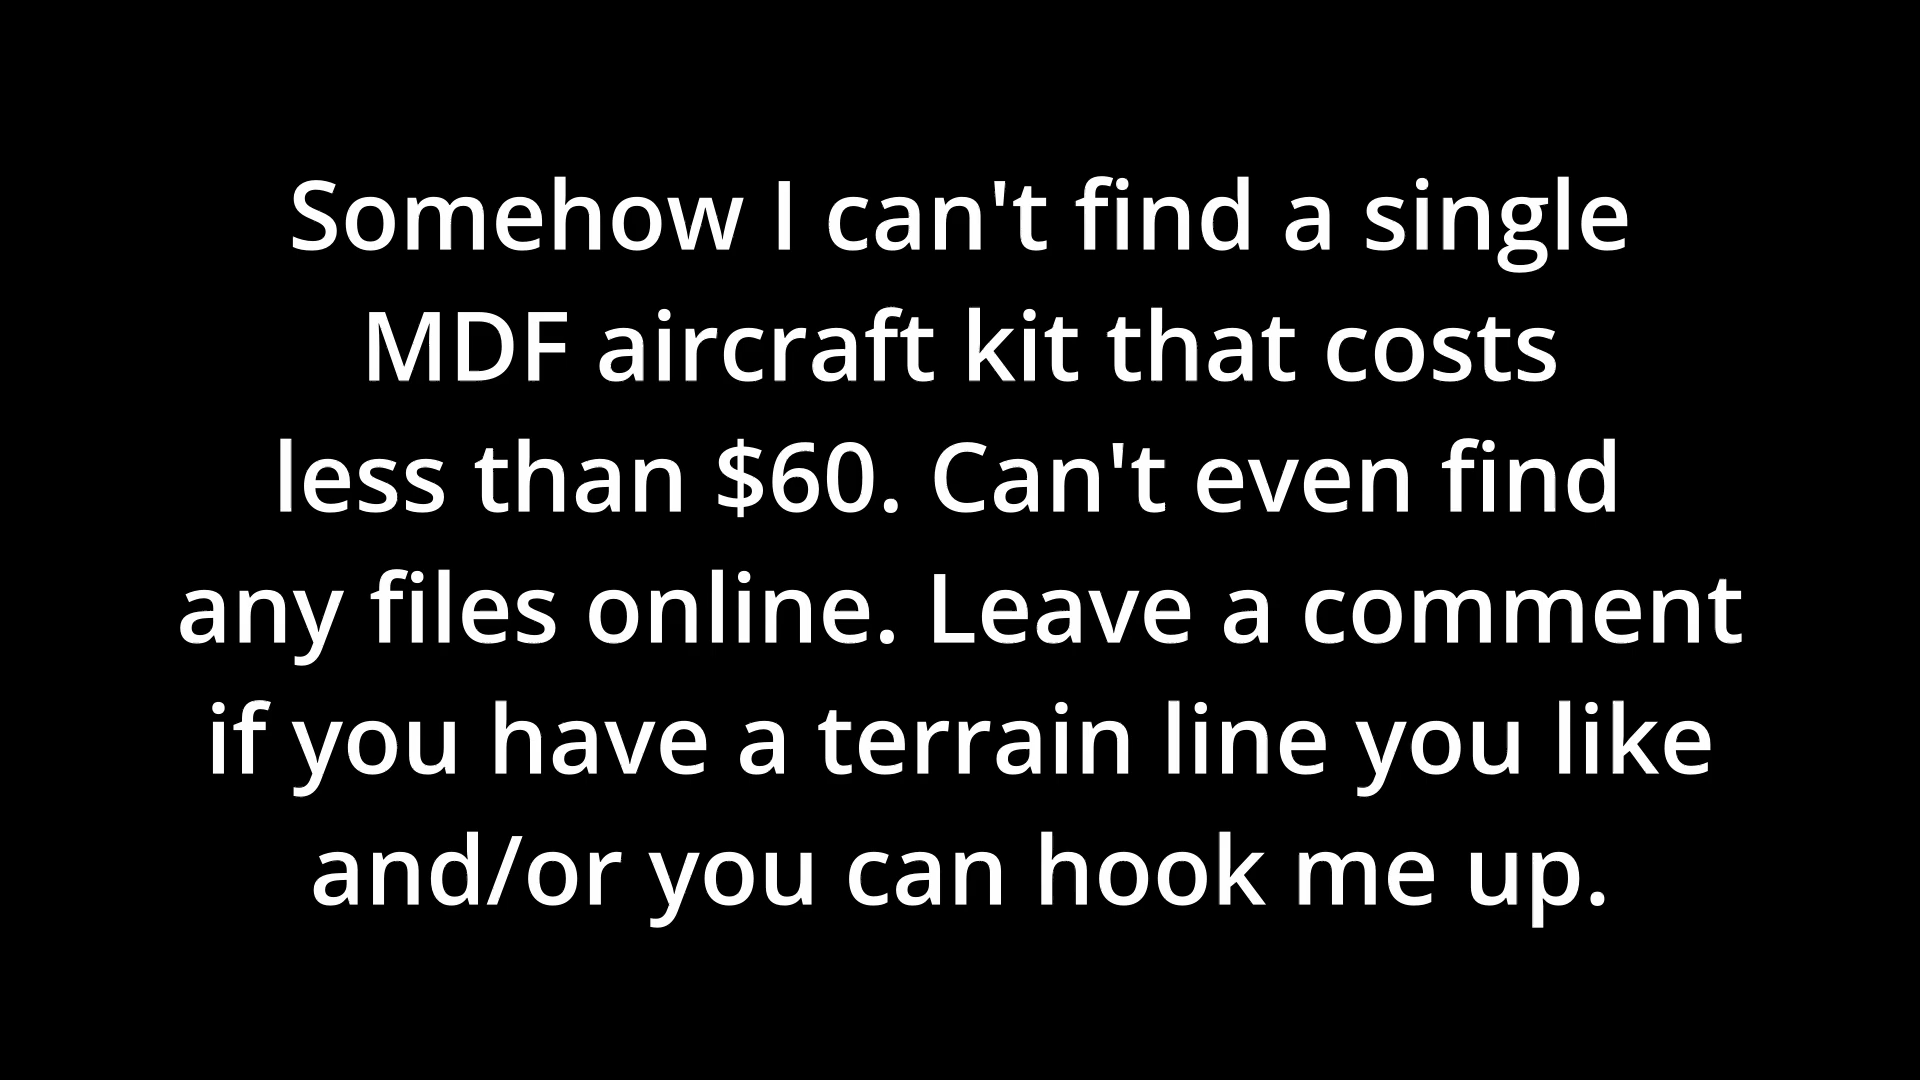 Somehow I can't find a single
MDF aircraft kit that costs
less than $60. Can't even find
any files online. Leave a comment
if you have a terrain line you like
and/or you can hook me up.